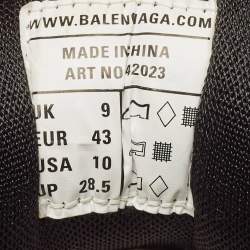 WWW.BALENCIAGA.COM
MADE IN CHINA
ART NO 42023
UK 9
EUR 43
USA 10
JP 28.5